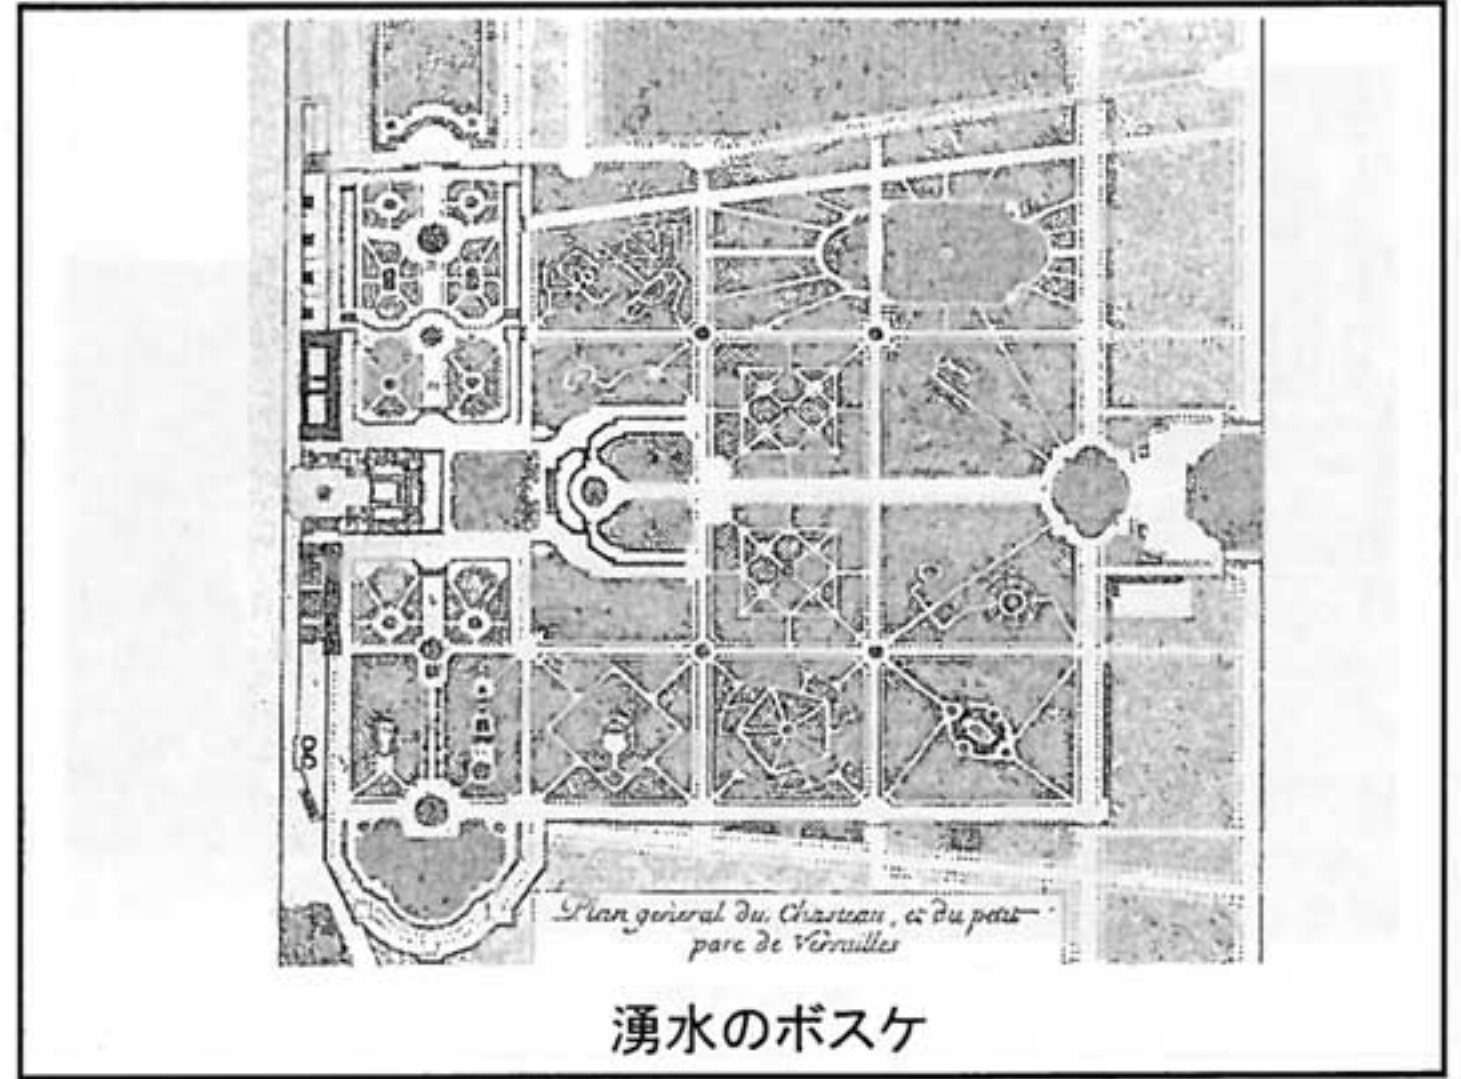 Plan general du Chasteau, et du petit
parc de Versailles
湧水のボスケ